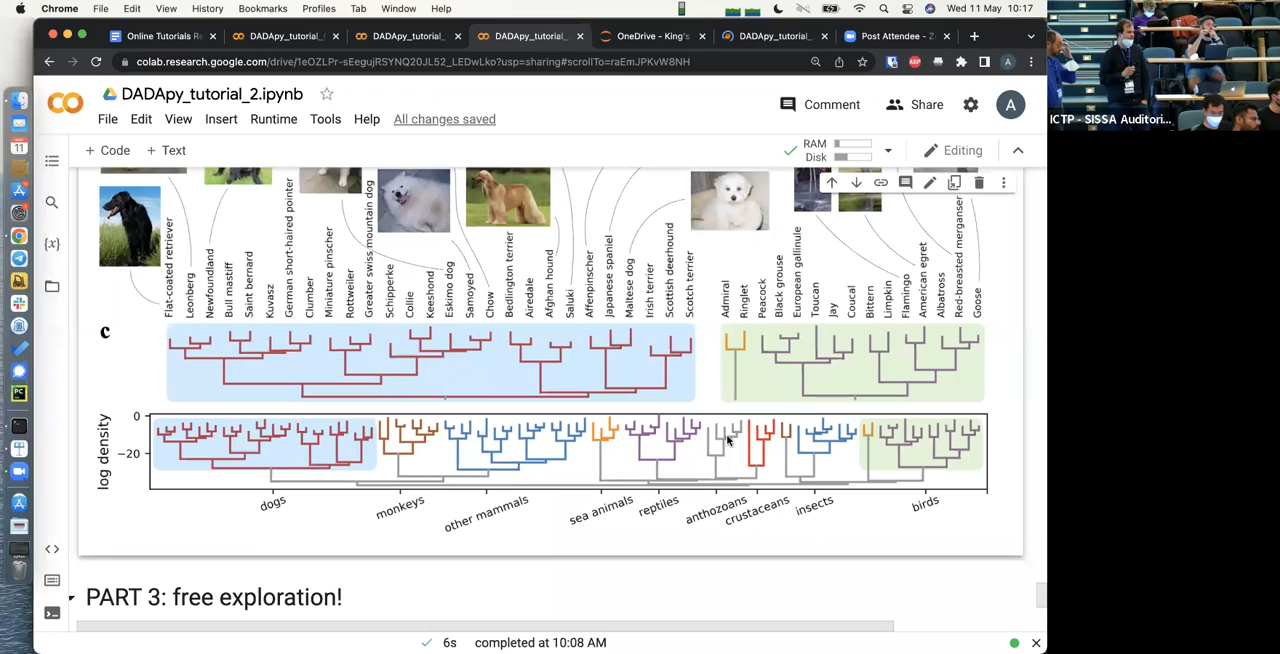 Chrome File Edit View History Bookmarks Profiles Tab Window Help Wed 11 May 10:17
Online Tutorials Re DADApy_tutorial_ DADApy_tutorial_ DADApy_tutorial_ OneDrive - King's DADApy_tutorial_ Post Attendee - Z
colab.research.google.com/drive/1eOZLPr-sEegujRSYNQ20JL52_LEDwLko?usp=sharing#scrollTo=raEmJPKvW8NH
DADApy_tutorial_2.ipynb
Comment Share A
File Edit View Insert Runtime Tools Help All changes saved
ICTP - SISSA Auditori...
+ Code + Text RAM Disk Editing
Flat-coated retriever
Leonberg
Newfoundland
Bull mastiff
Saint bernard
Kuvasz
German short-haired pointer
Clumber
Miniature pinscher
Rottweiler
Greater swiss mountain dog
Schipperke
Collie
Keeshond
Eskimo dog
Samoyed
Chow
Bedlington terrier
Airedale
Afghan hound
Saluki
Affenpinscher
Japanese spaniel
Maltese dog
Irish terrier
Scottish deerhound
Scotch terrier
Admiral
Ringlet
Peacock
Black grouse
European gallinule
Toucan
Jay
Coucal
Bittern
Limpkin
Flamingo
American egret
Albatross
Red-breasted merganser
Goose
c
log density
0
−20
dogs
monkeys
other mammals
sea animals
reptiles
anthozoans
crustaceans
insects
birds
PART 3: free exploration!
6s completed at 10:08 AM